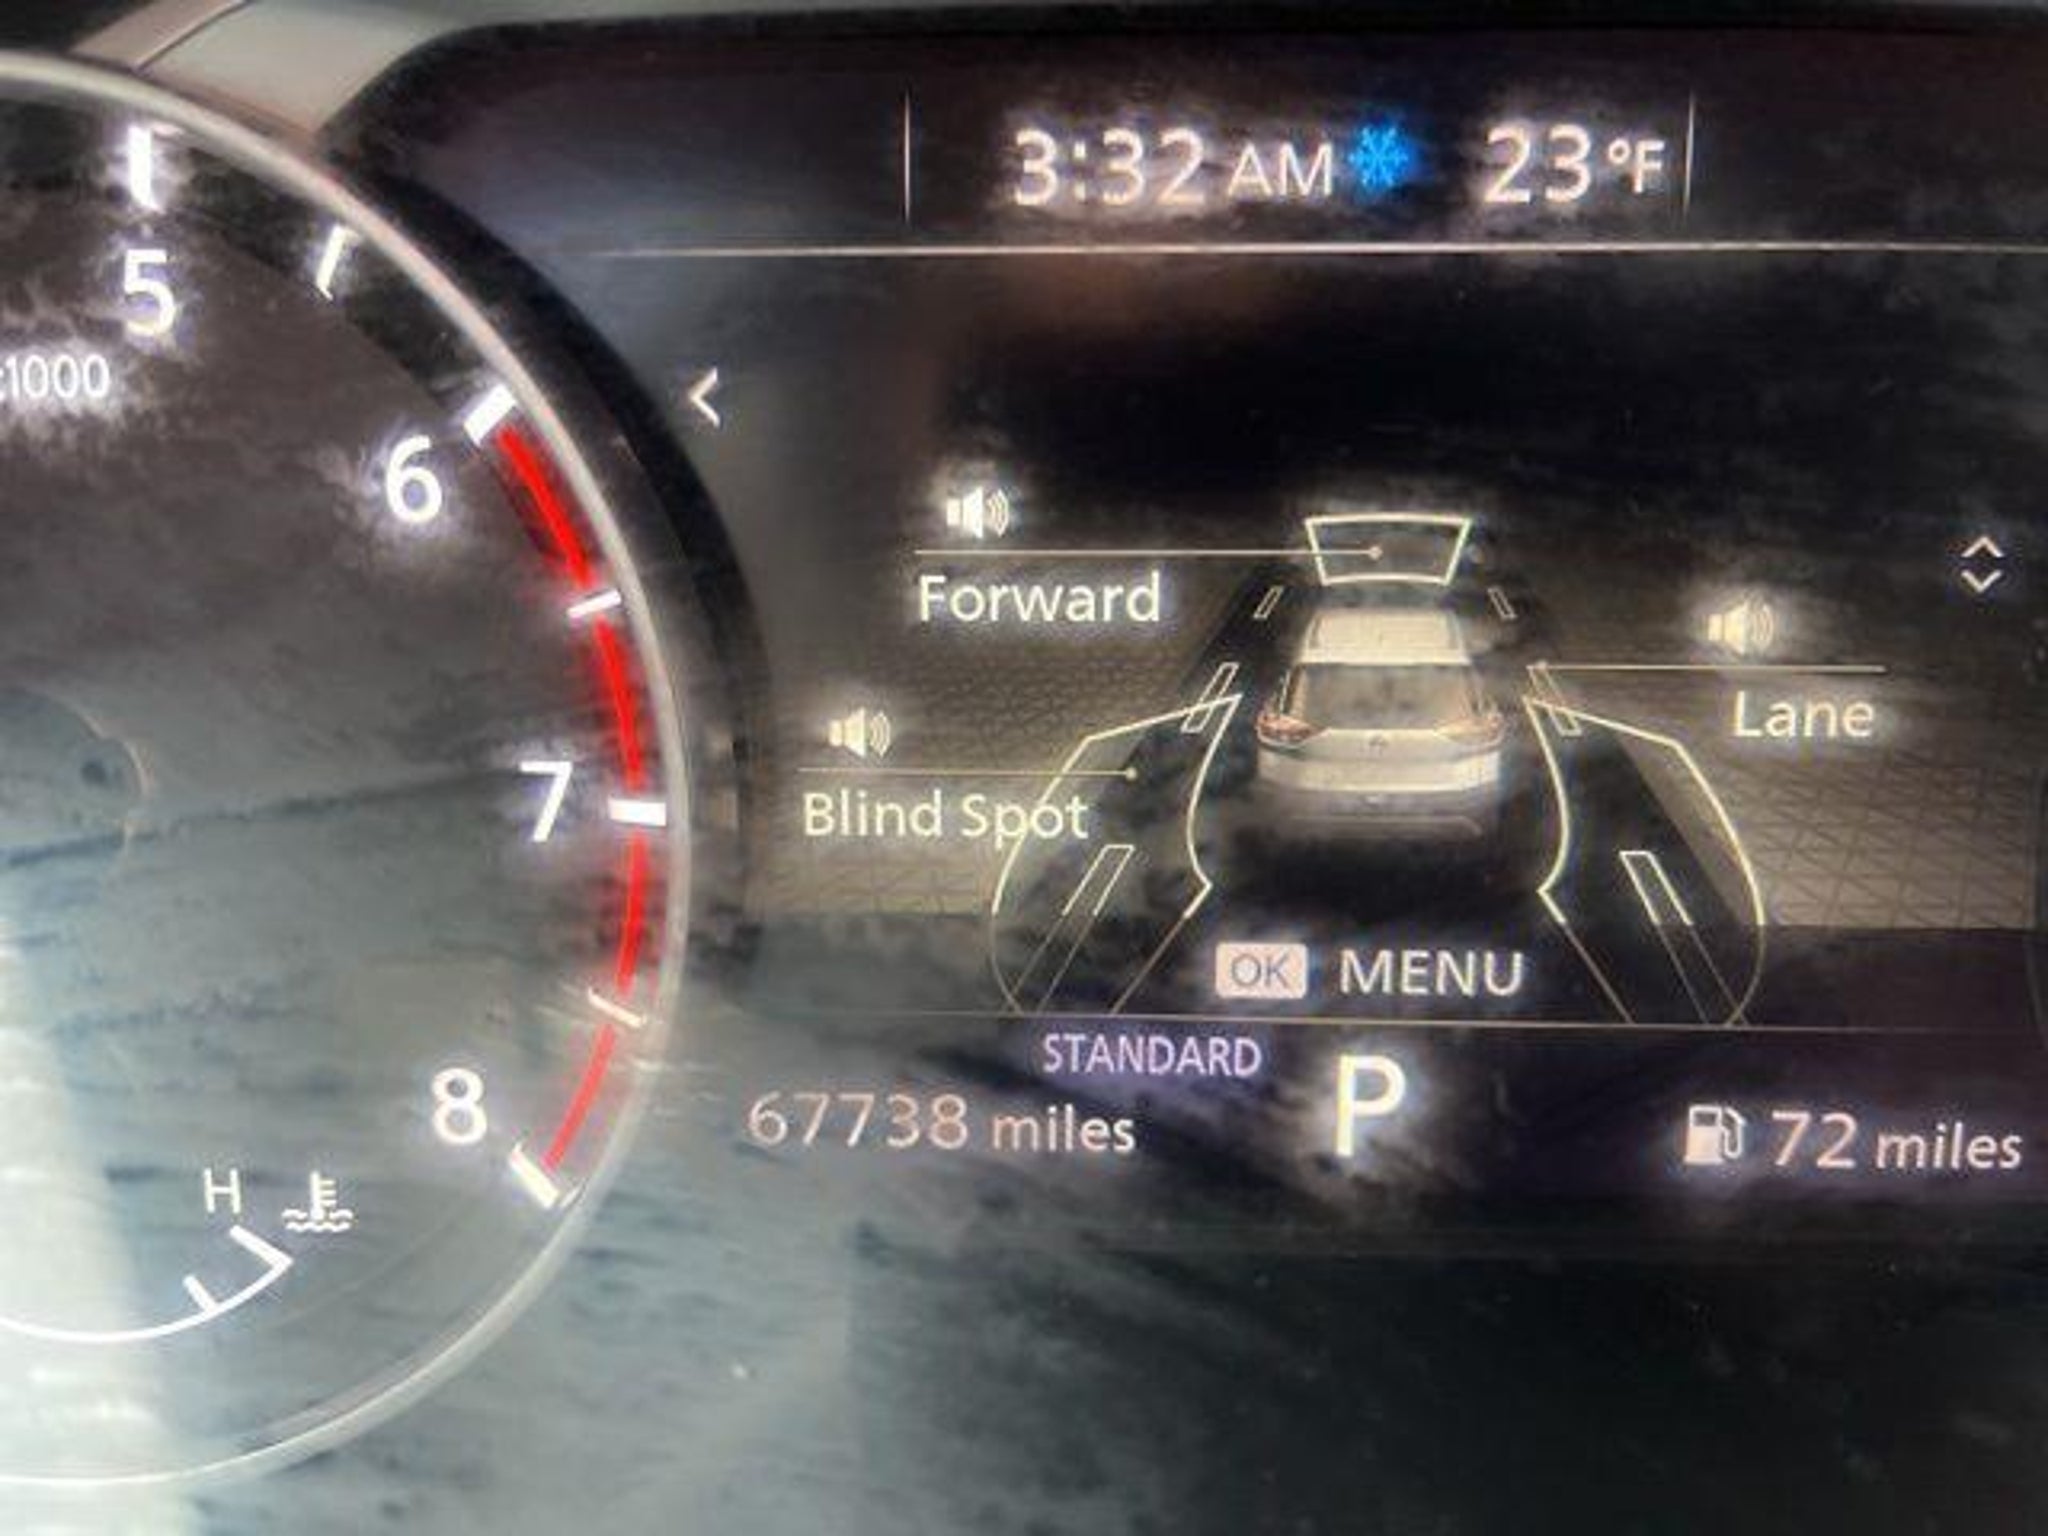 3:32 AM 23 °F
5
1000
6
Forward
Lane
7
Blind Spot
OK MENU
STANDARD
8
67738 miles P 72 miles
H